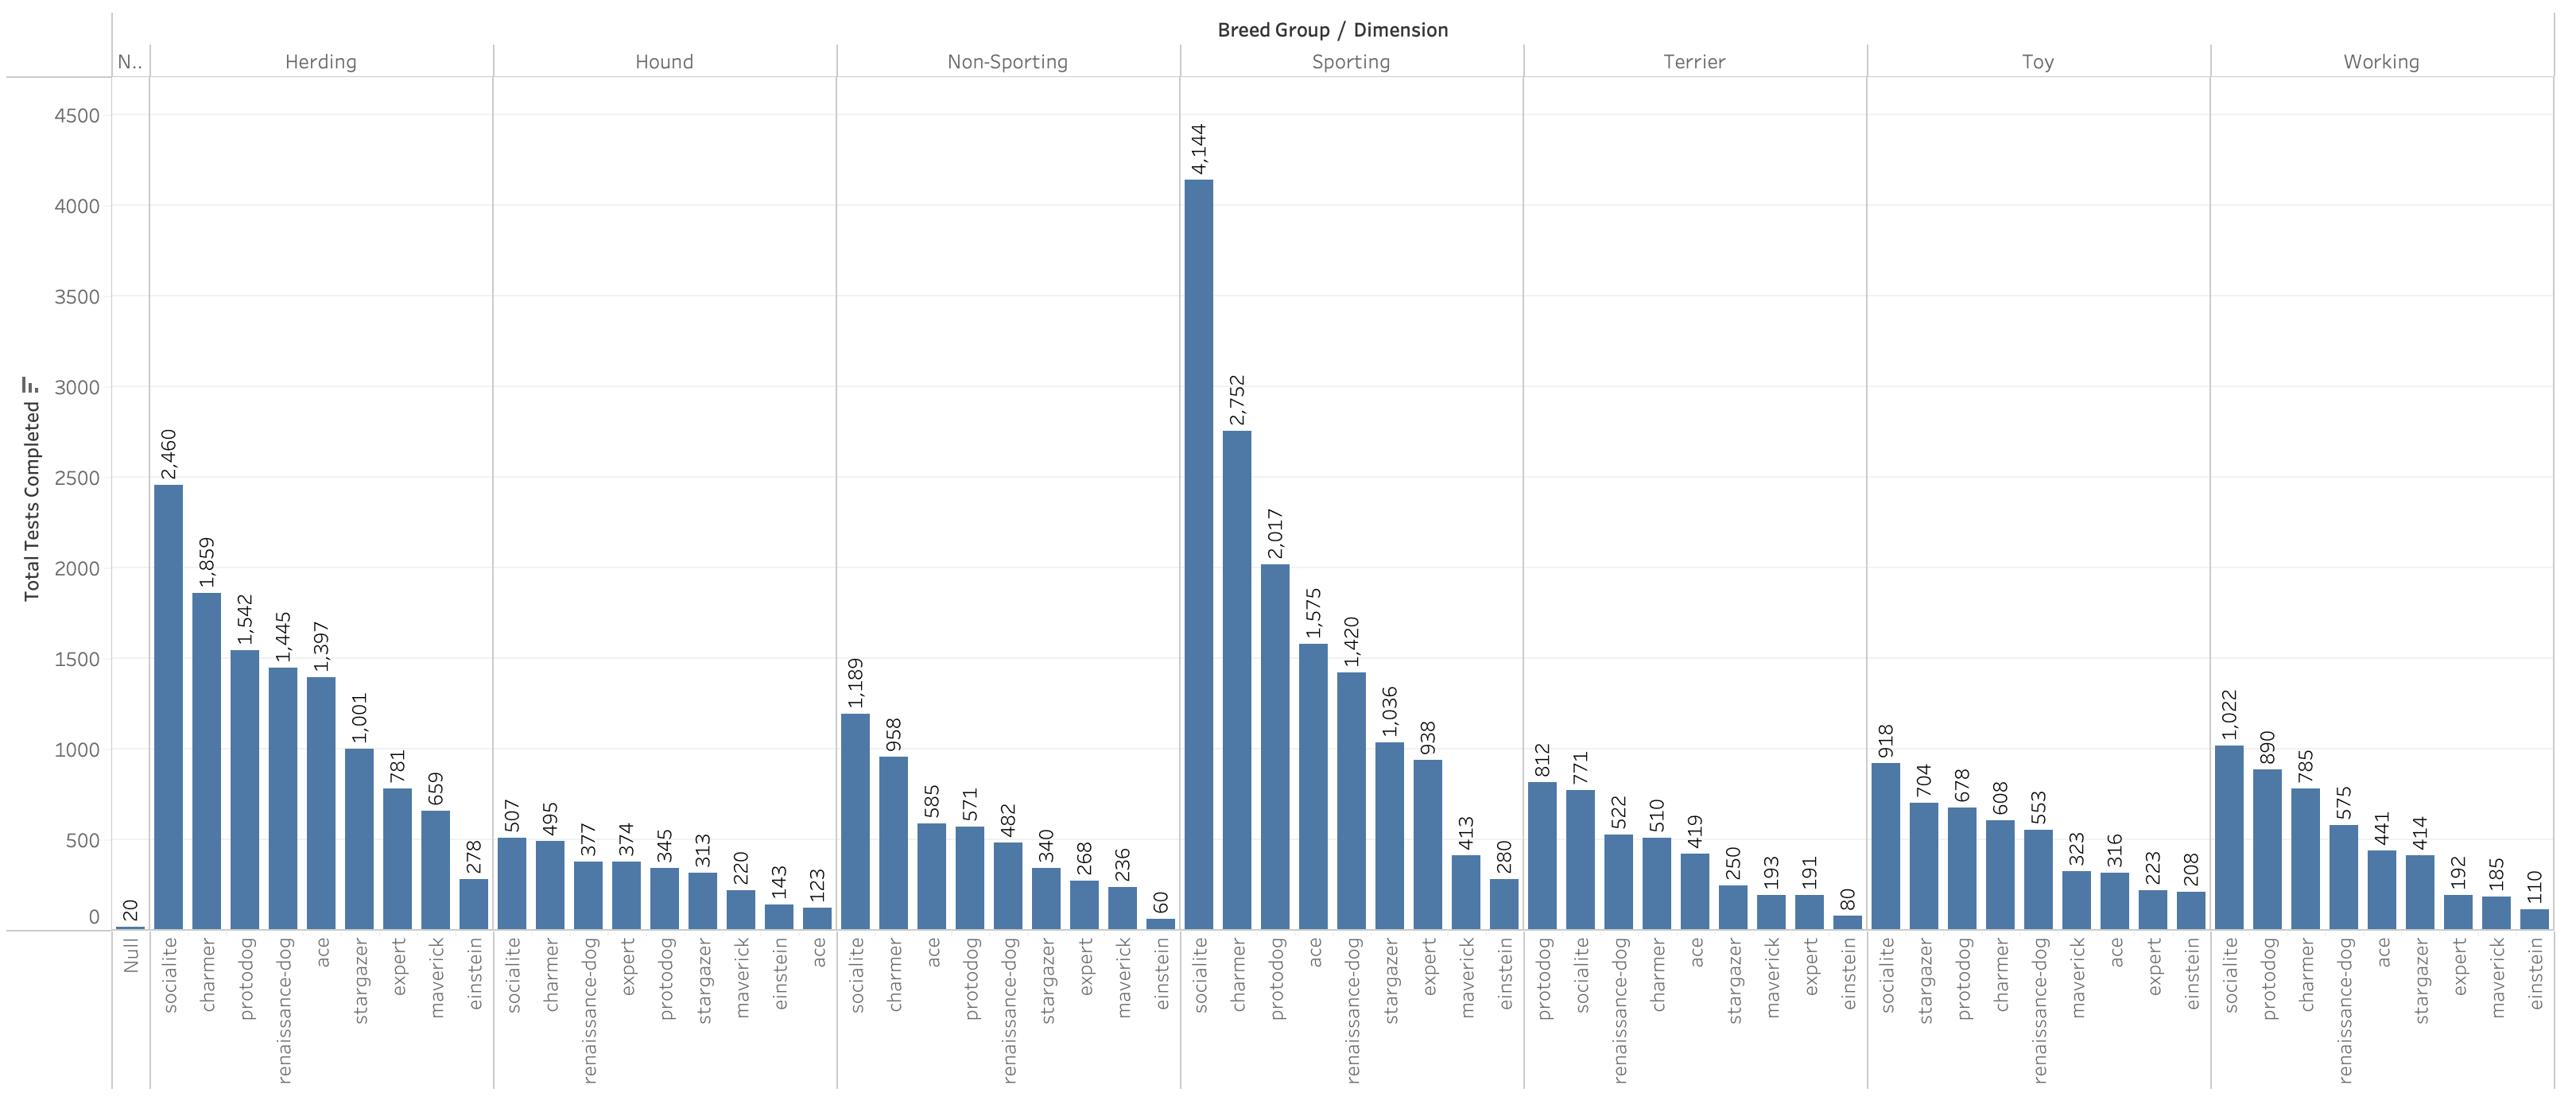 Breed Group / Dimension
N.. Herding Hound Non-Sporting Sporting Terrier Toy Working
Total Tests Completed
4500
4000
3500
3000
2500
2000
1500
1000
500
0
20 2,460 1,859 1,542 1,445 1,397 1,001 781 659 278 507 495 377 374 345 313 220 143 123 1,189 958 585 571 482 340 268 236 60 4,144 2,752 2,017 1,575 1,420 1,036 938 413 280 812 771 522 510 419 250 193 191 80 918 704 678 608 553 323 316 223 208 1,022 890 785 575 441 414 192 185 110
Null socialite charmer protodog renaissance-dog ace stargazer expert maverick einstein socialite charmer renaissance-dog expert protodog stargazer maverick einstein ace socialite charmer ace protodog renaissance-dog stargazer expert maverick einstein socialite charmer protodog ace renaissance-dog stargazer expert maverick einstein protodog socialite renaissance-dog charmer ace stargazer maverick expert einstein socialite stargazer protodog charmer renaissance-dog maverick ace expert einstein socialite protodog charmer renaissance-dog ace stargazer expert maverick einstein